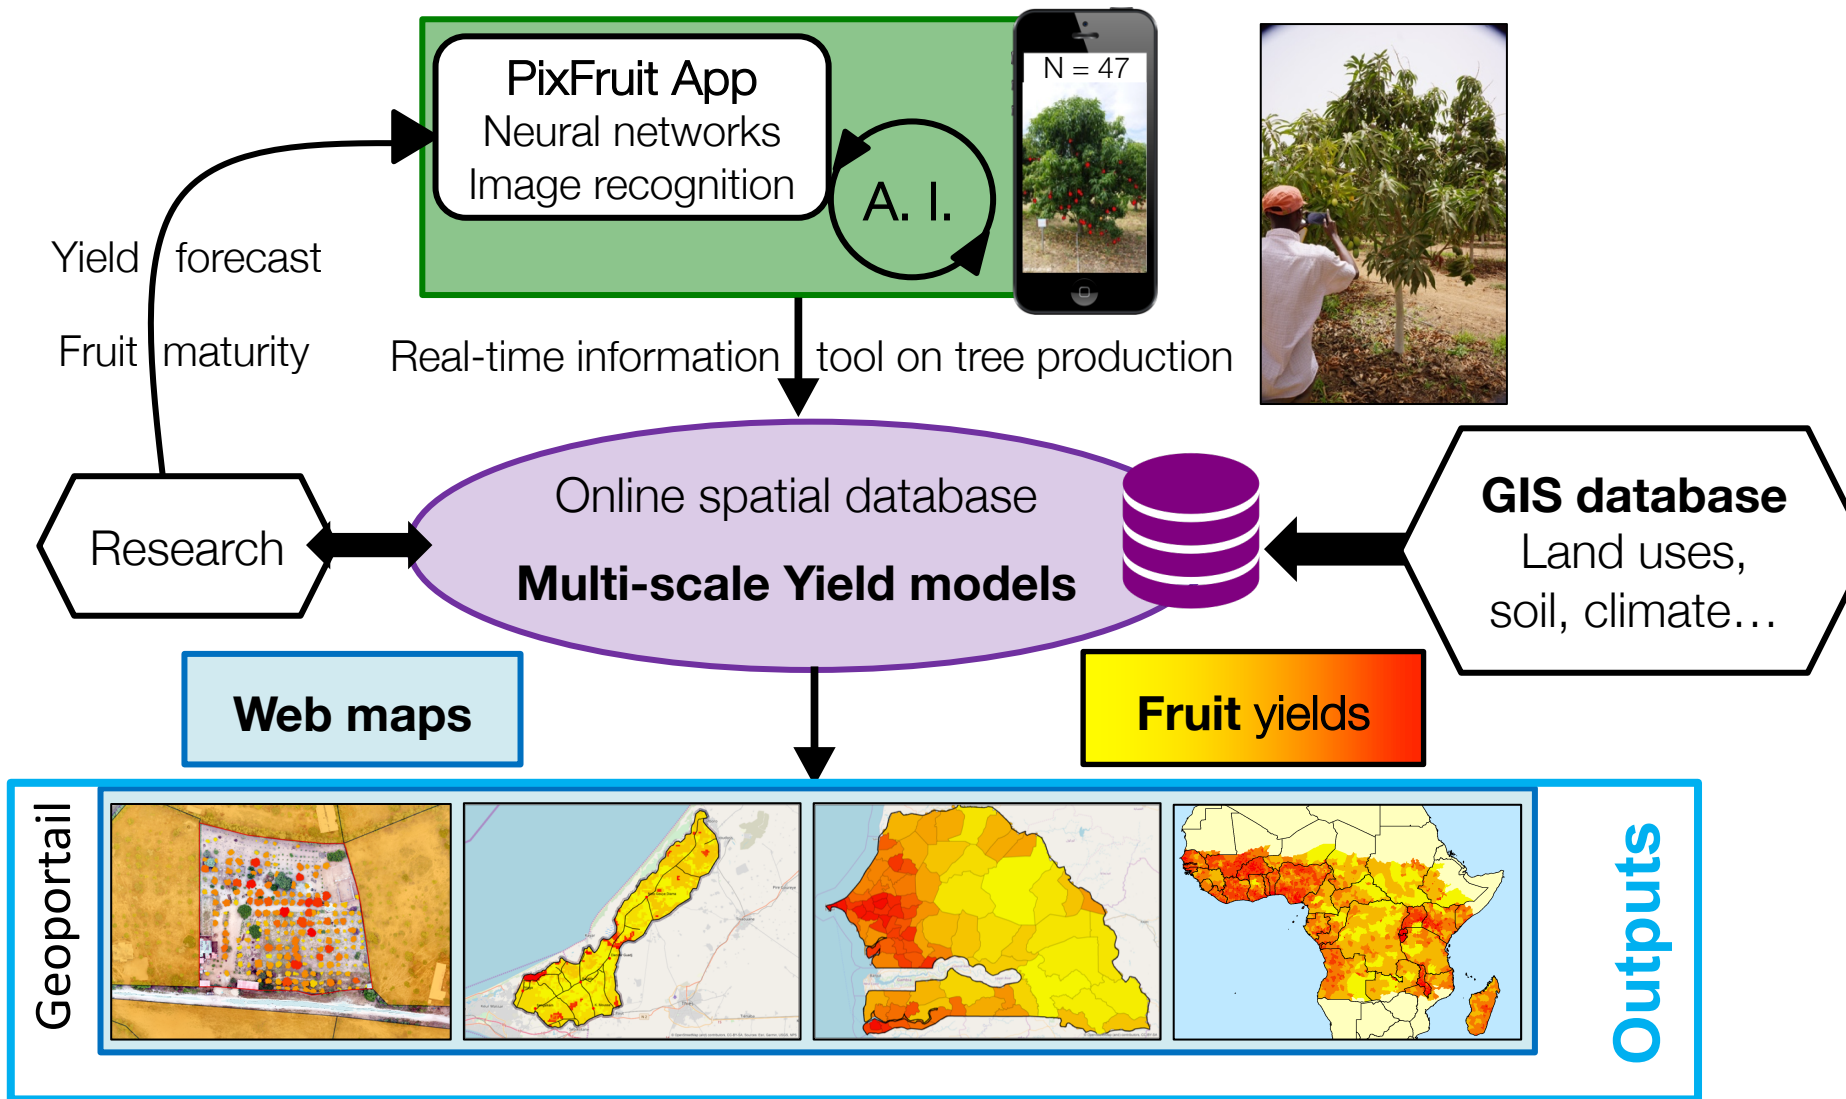 PixFruit App
Neural networks
Image recognition
A. I.
N = 47
Yield forecast
Fruit maturity
Real-time information tool on tree production
Research
Online spatial database
Multi-scale Yield models
GIS database
Land uses,
soil, climate…
Web maps
Fruit yields
Geoportail
Outputs